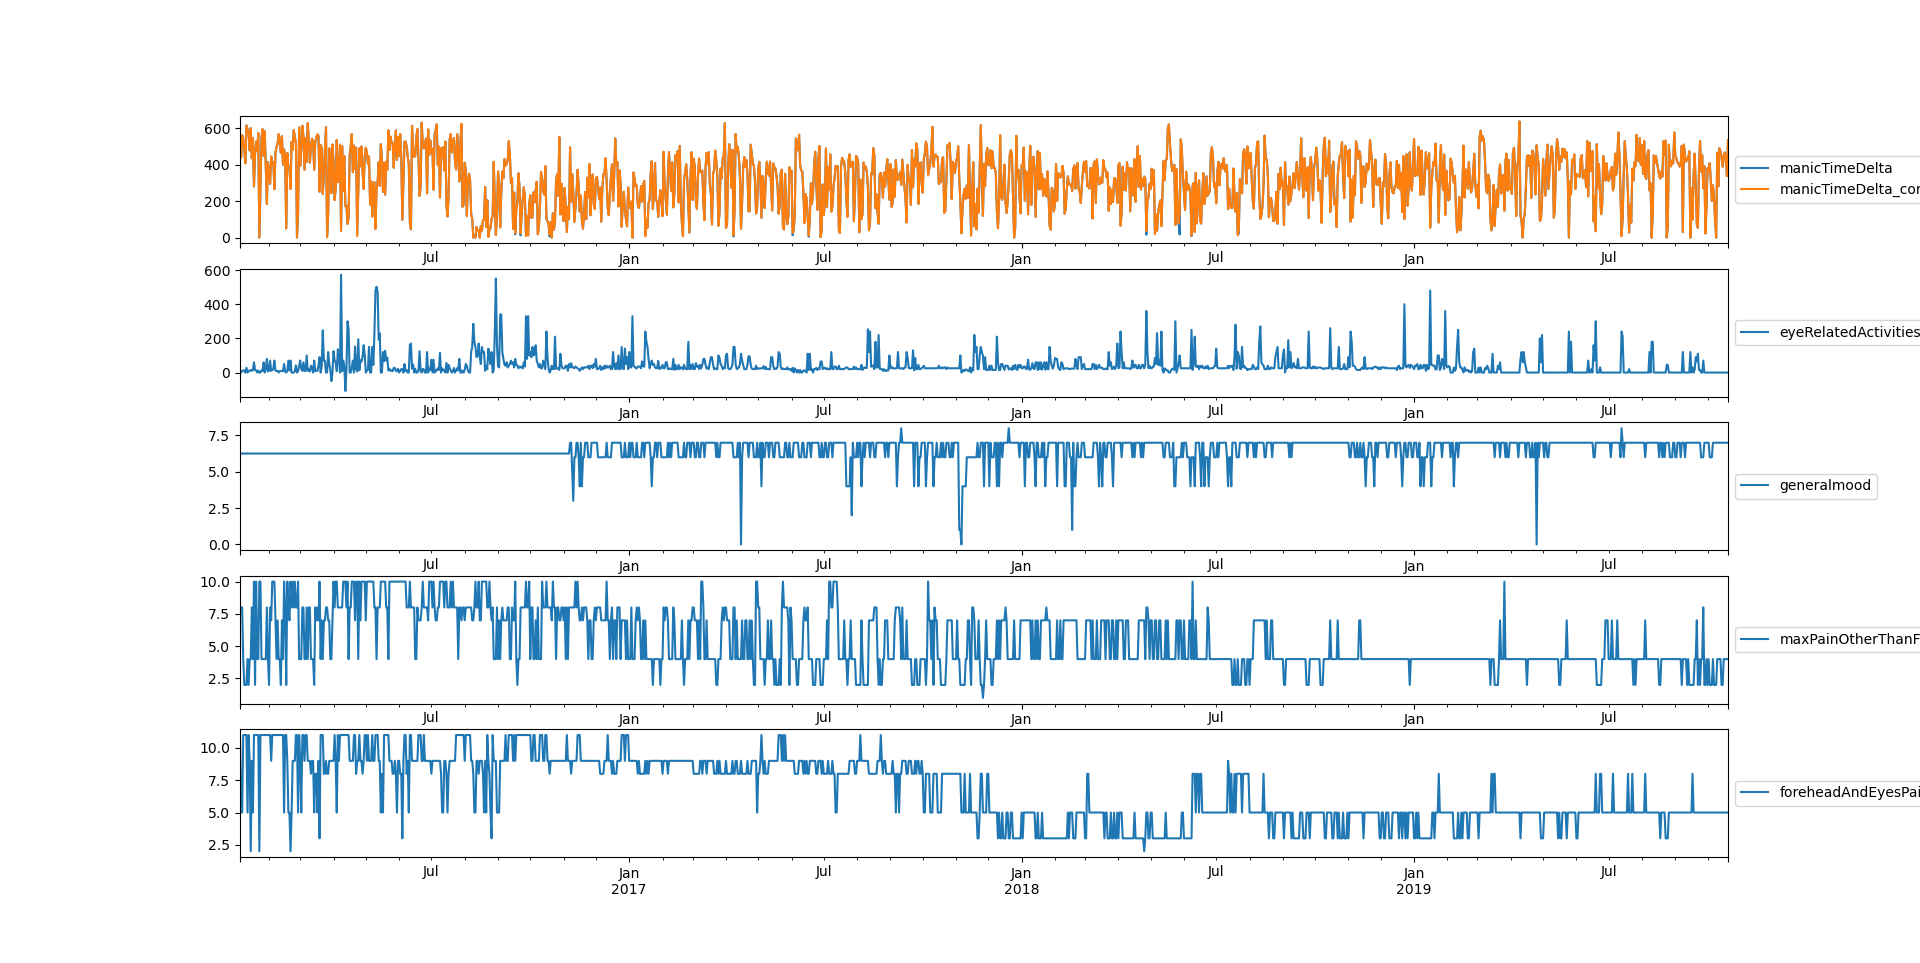 600
400
200
0
Jul Jan Jul Jan Jul Jan Jul
manicTimeDelta
manicTimeDelta_cor
600
400
200
0
Jul Jan Jul Jan Jul Jan Jul
eyeRelatedActivities
7.5
5.0
2.5
0.0
Jul Jan Jul Jan Jul Jan Jul
generalmood
10.0
7.5
5.0
2.5
Jul Jan Jul Jan Jul Jan Jul
maxPainOtherThanF
10.0
7.5
5.0
2.5
Jul Jan Jul Jan Jul Jan Jul
2017 2018 2019
foreheadAndEyesPai